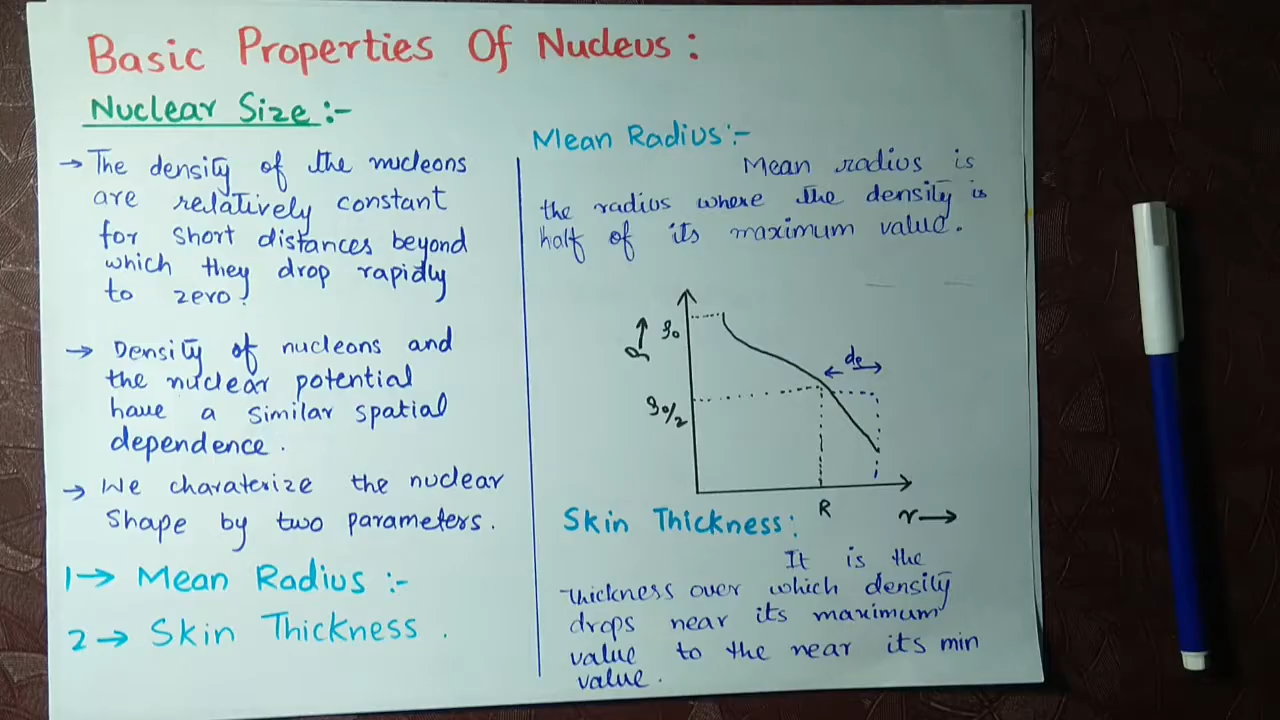 Basic Properties Of Nucleus :
Nuclear Size :-
→ The density of the nucleons
are relatively constant
for short distances beyond
which they drop rapidly
to zero.
→ Density of nucleons and
the nuclear potential
have a similar spatial
dependence.
→ We charaterize the nuclear
Shape by two parameters.
1→ Mean Radius :-
2 → Skin Thickness .
Mean Radius :-
Mean radius is
the radius where the density is
half of its maximum value.
ρ →
ρ₀
ρ₀/2
R
r →
Skin Thickness :
It is the
thickness over which density
drops near its maximum
value to the near its min
value.